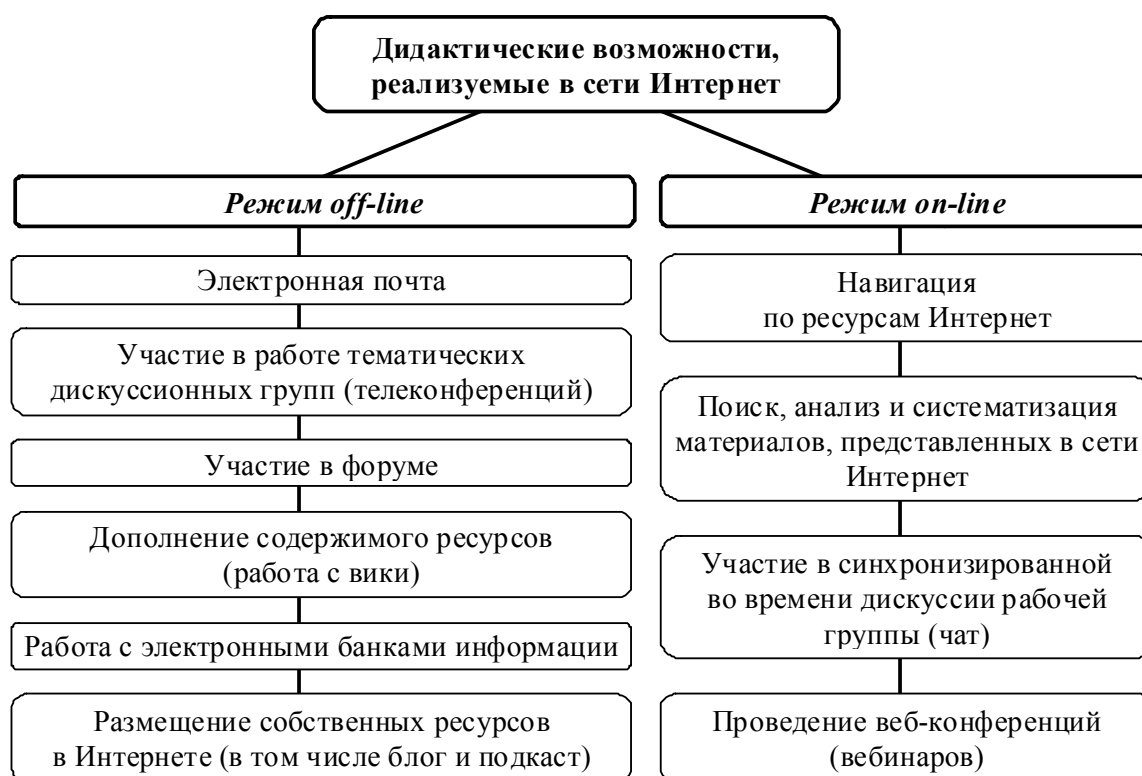 Дидактические возможности,
реализуемые в сети Интернет
Режим off-line
Электронная почта
Участие в работе тематических
дискуссионных групп (телеконференций)
Участие в форуме
Дополнение содержимого ресурсов
(работа с вики)
Работа с электронными банками информации
Размещение собственных ресурсов
в Интернете (в том числе блог и подкаст)
Режим on-line
Навигация
по ресурсам Интернет
Поиск, анализ и систематизация
материалов, представленных в сети
Интернет
Участие в синхронизированной
во времени дискуссии рабочей
группы (чат)
Проведение веб-конференций
(вебинаров)